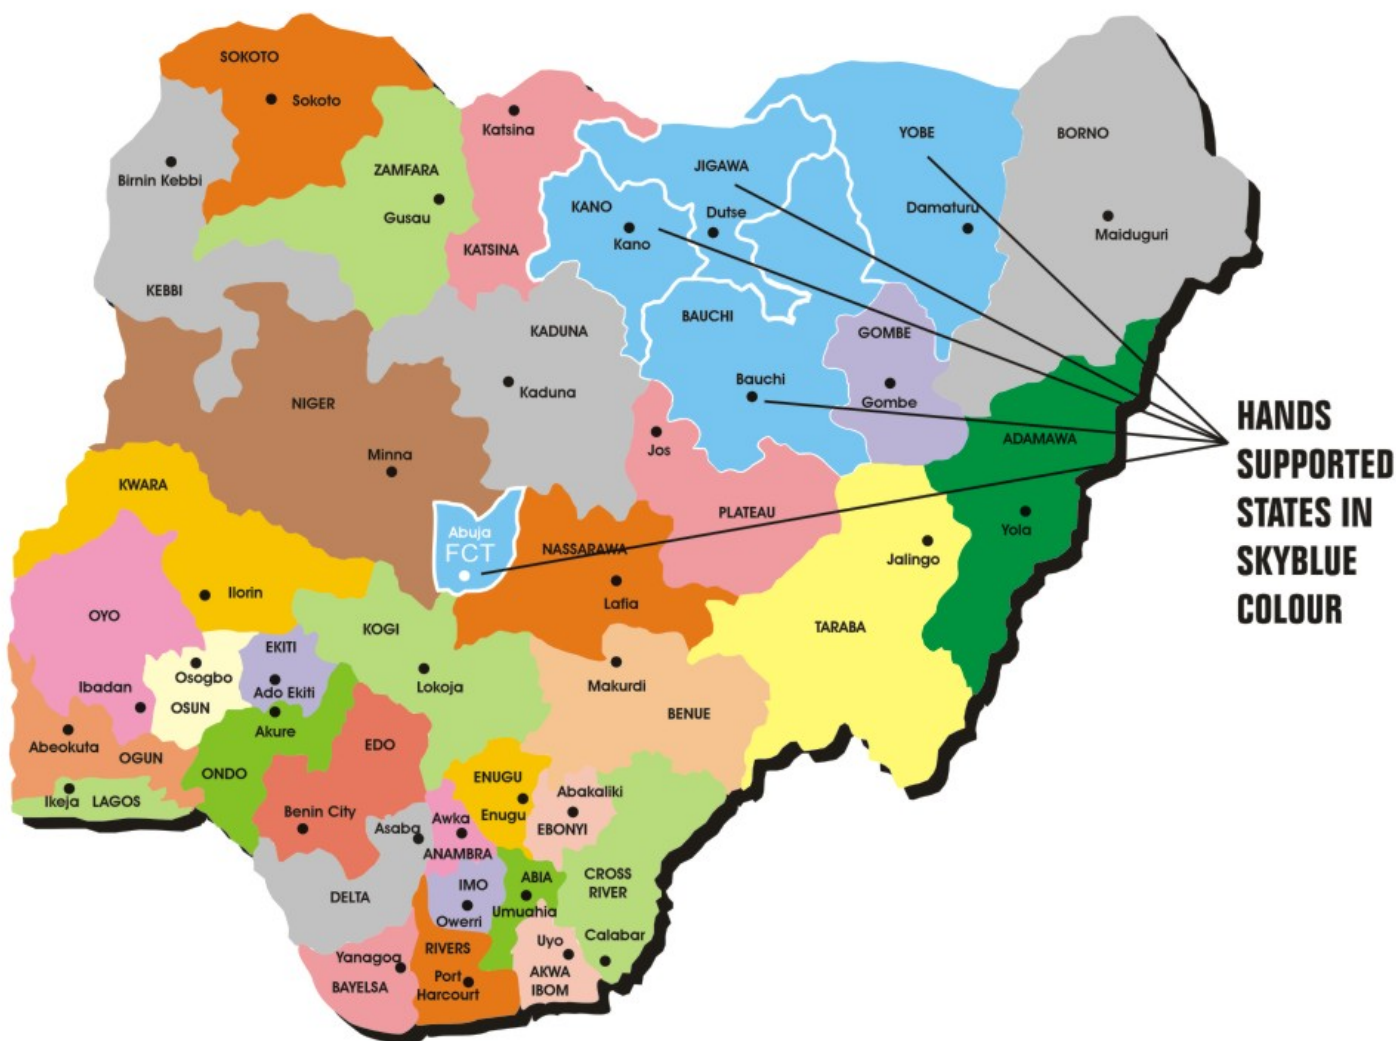 SOKOTO
Sokoto
Katsina
ZAMFARA
Gusau
KATSINA
Birnin Kebbi
KEBBI
JIGAWA
KANO
Kano
Dutse
YOBE
Damaturu
BORNO
Maiduguri
KADUNA
Kaduna
BAUCHI
Bauchi
GOMBE
Gombe
NIGER
Minna
Jos
PLATEAU
ADAMAWA
Yola
HANDS
SUPPORTED
STATES IN
SKYBLUE
COLOUR
KWARA
Ilorin
Abuja
FCT
NASSARAWA
Lafia
Jalingo
TARABA
OYO
Ibadan
KOGI
Lokoja
EKITI
Ado Ekiti
Osogbo
OSUN
Makurdi
BENUE
Abeokuta
OGUN
Akure
ONDO
EDO
Benin City
Ikeja
LAGOS
ENUGU
Enugu
Abakaliki
EBONYI
Asaba
Awka
ANAMBRA
DELTA
IMO
Owerri
ABIA
Umuahia
CROSS
RIVER
Calabar
Yanagoa
BAYELSA
RIVERS
Port
Harcourt
Uyo
AKWA
IBOM